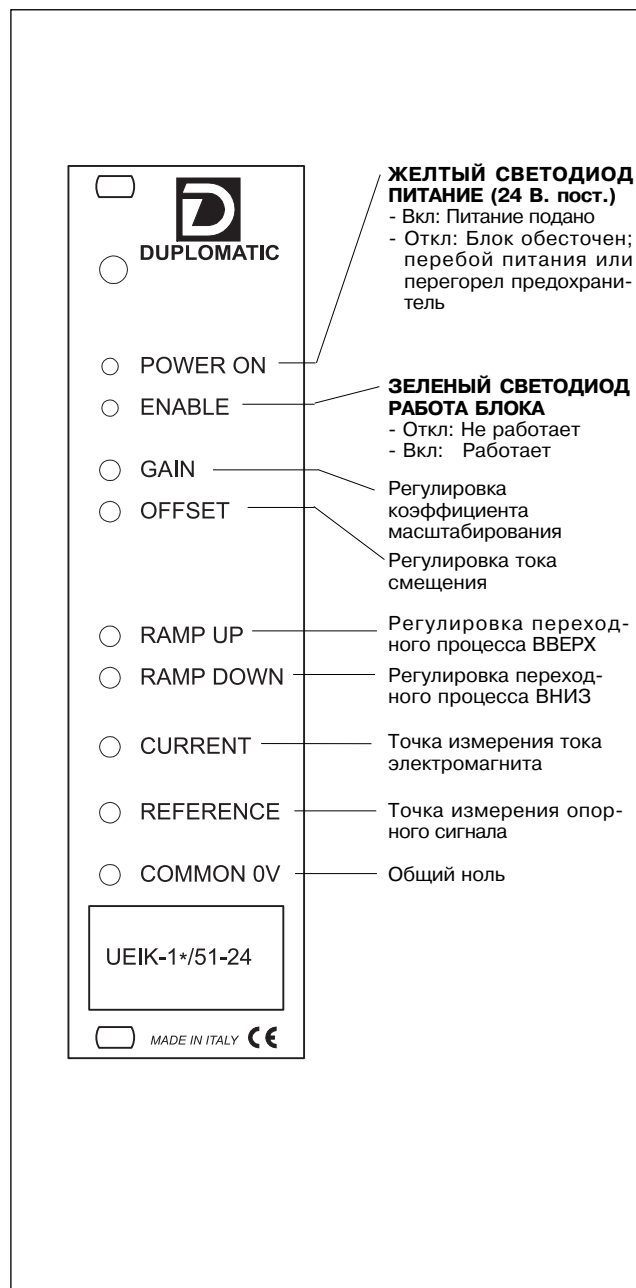 DUPLOMATIC
POWER ON
ENABLE
GAIN
OFFSET
RAMP UP
RAMP DOWN
CURRENT
REFERENCE
COMMON 0V
UEIK-1*/51-24
MADE IN ITALY CE
ЖЕЛТЫЙ СВЕТОДИОД
ПИТАНИЕ (24 В. пост.)
- Вкл: Питание подано
- Откл: Блок обесточен;
перебой питания или
перегорел предохрани-
тель
ЗЕЛЕНЫЙ СВЕТОДИОД
РАБОТА БЛОКА
- Откл: Не работает
- Вкл: Работает
Регулировка
коэффициента
масштабирования
Регулировка тока
смещения
Регулировка переход-
ного процесса ВВЕРХ
Регулировка переход-
ного процесса ВНИЗ
Точка измерения тока
электромагнита
Точка измерения опор-
ного сигнала
Общий ноль